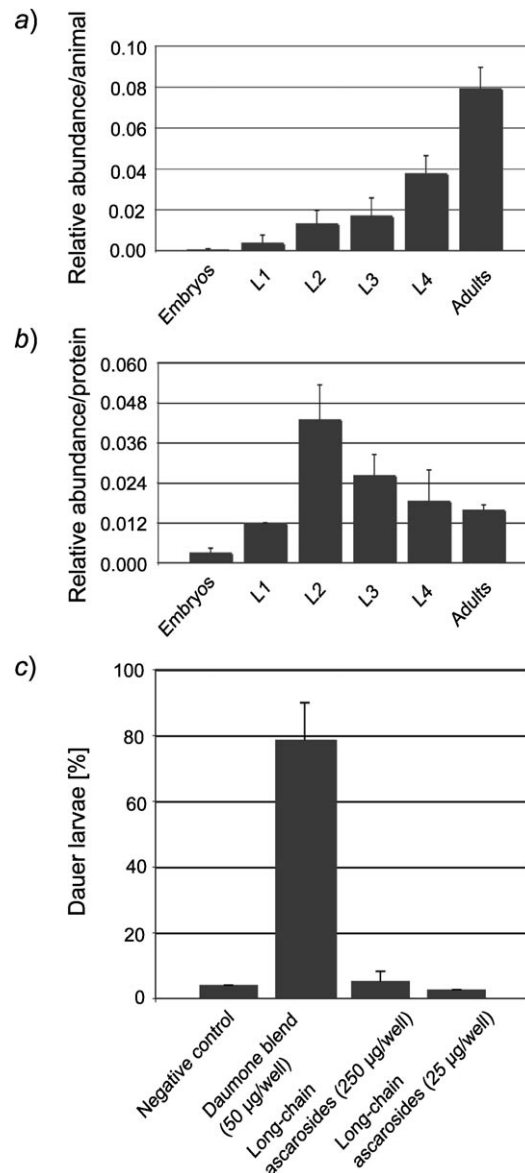 a)
Relative abundance/animal
0.10
0.08
0.06
0.04
0.02
0.00
Embryos
L1
L2
L3
L4
Adults
b)
Relative abundance/protein
0.060
0.048
0.036
0.024
0.012
0.000
Embryos
L1
L2
L3
L4
Adults
c)
Dauer larvae [%]
100
80
60
40
20
0
Negative control
Daumone blend
(50 µg/well)
Long-chain
ascarosides (250 µg/well)
Long-chain
ascarosides (25 µg/well)